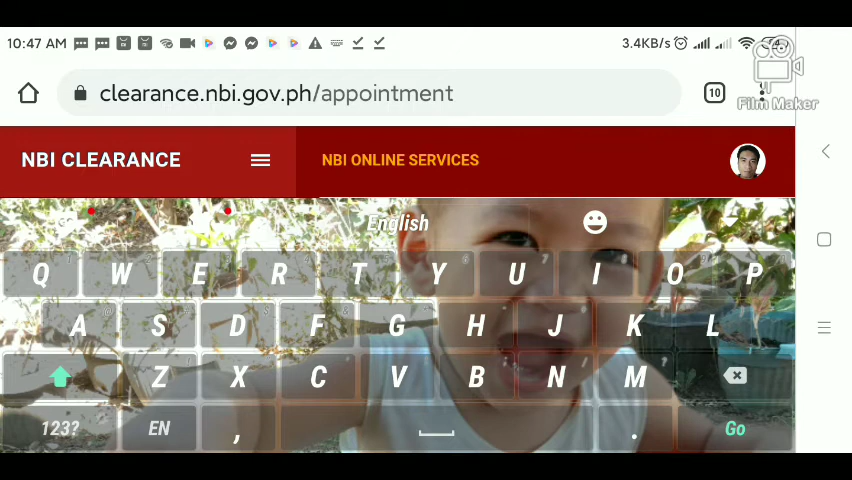 10:47 AM
3.4KB/s
clearance.nbi.gov.ph/appointment
10
Film Maker
NBI CLEARANCE
NBI ONLINE SERVICES
English
Q W E R T Y U I O P
A S D F G H J K L
Z X C V B N M
123? EN , . Go